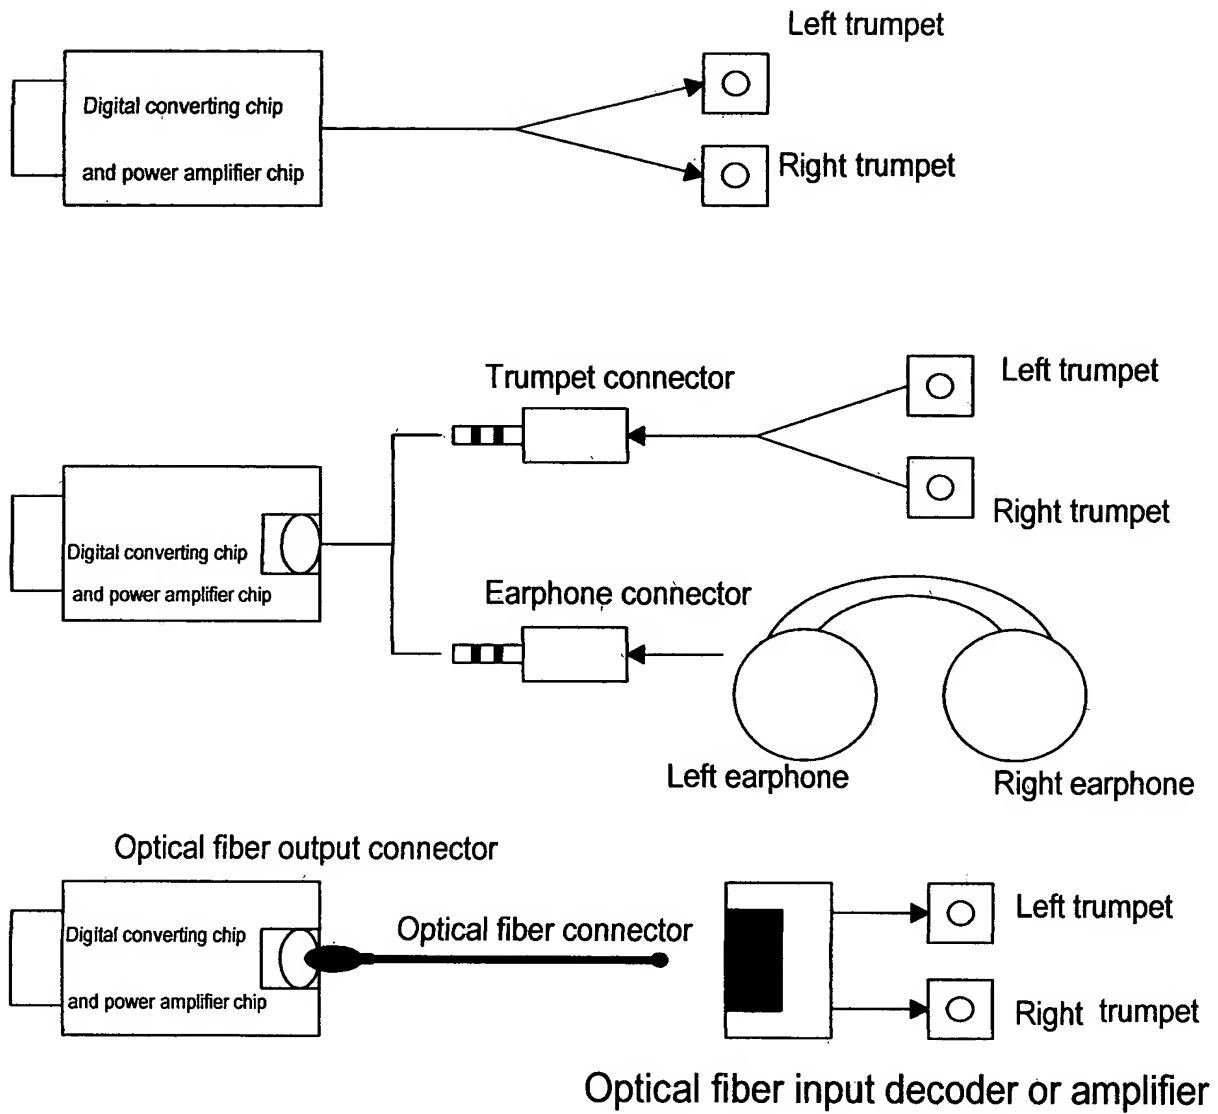 Left trumpet
Digital converting chip
and power amplifier chip
Right trumpet
Trumpet connector
Left trumpet
Right trumpet
Digital converting chip
and power amplifier chip
Earphone connector
Left earphone
Right earphone
Optical fiber output connector
Digital converting chip
and power amplifier chip
Optical fiber connector
Left trumpet
Right trumpet
Optical fiber input decoder or amplifier